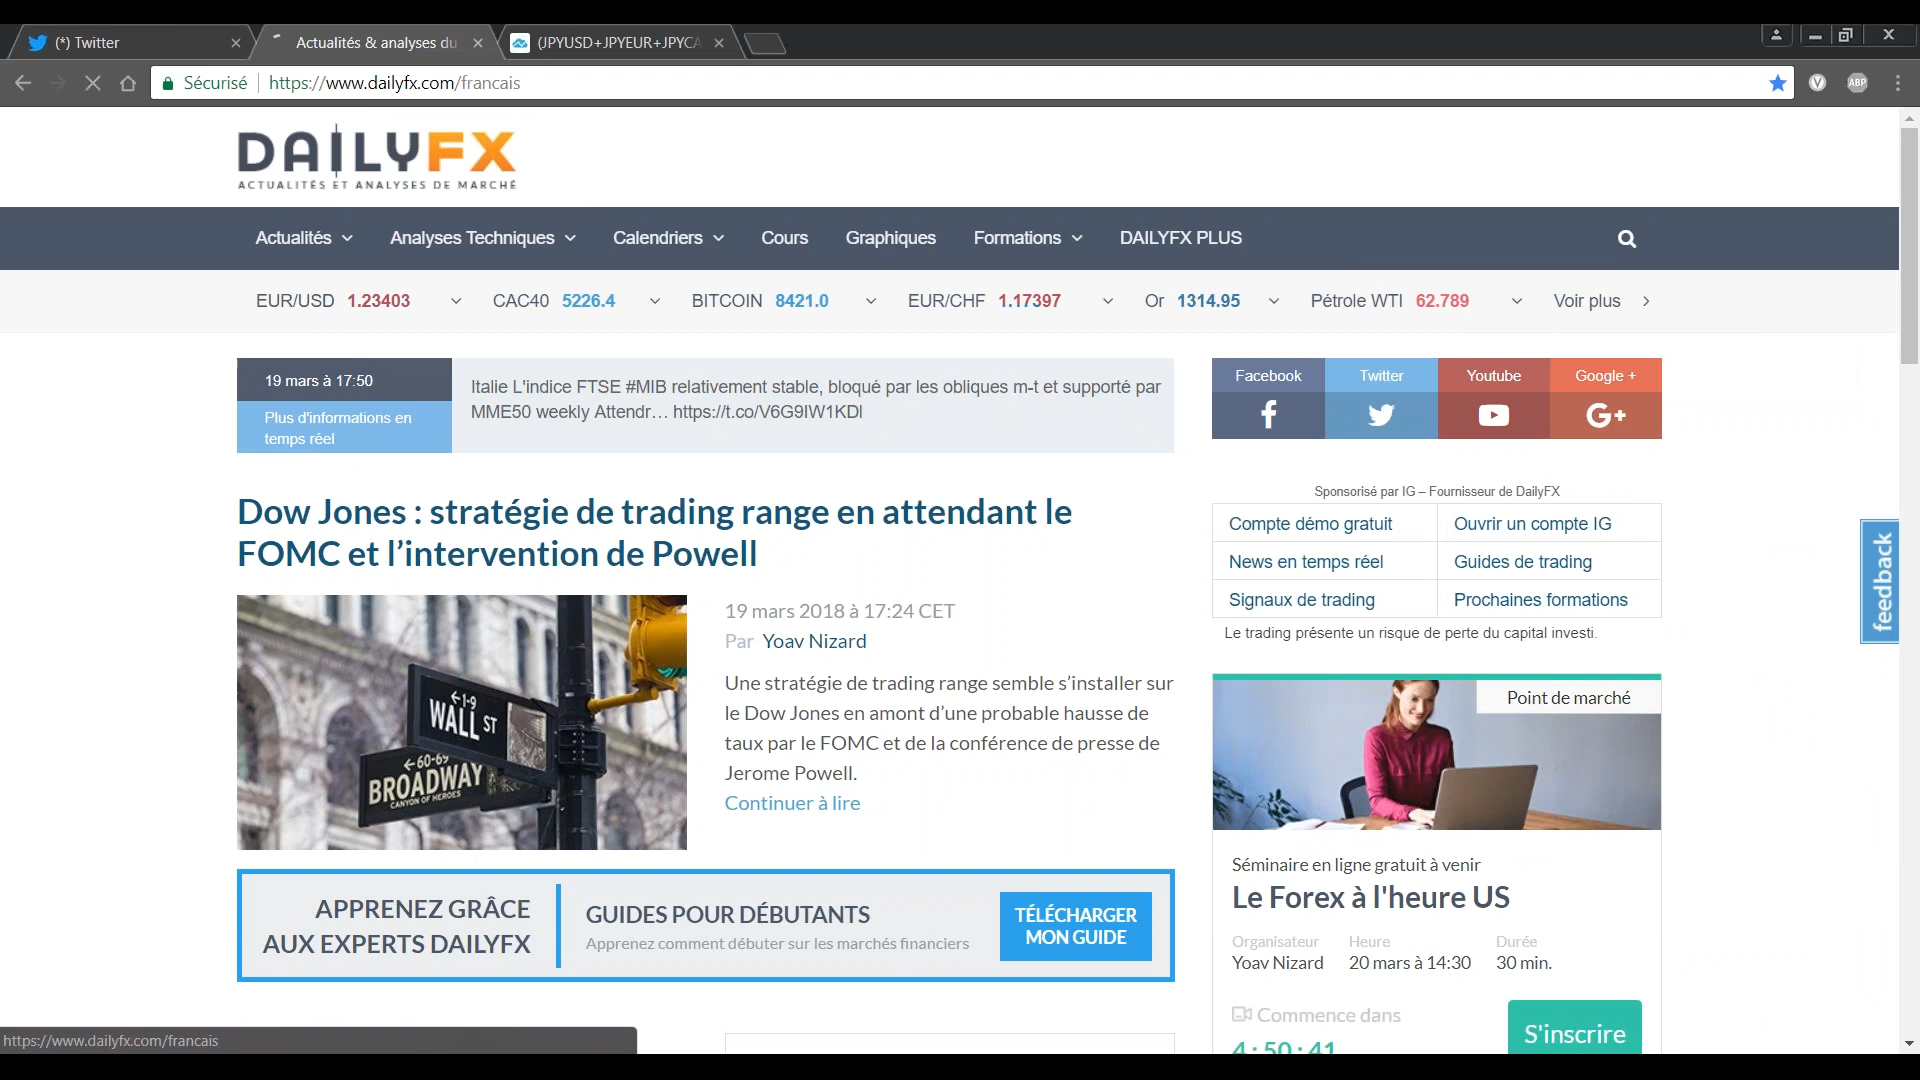 (*) Twitter
Actualités & analyses du
(JPYUSD+JPYEUR+JPYCA
Sécurisé
https://www.dailyfx.com/francais
ABP
DAILYFX
ACTUALITÉS ET ANALYSES DE MARCHÉ
Actualités
Analyses Techniques
Calendriers
Cours
Graphiques
Formations
DAILYFX PLUS
EUR/USD 1.23403
CAC40 5226.4
BITCOIN 8421.0
EUR/CHF 1.17397
Or 1314.95
Pétrole WTI 62.789
Voir plus
19 mars à 17:50
Plus d'informations en
temps réel
Italie L'indice FTSE #MIB relativement stable, bloqué par les obliques m-t et supporté par
MME50 weekly Attendr… https://t.co/V6G9IW1KDl
Facebook
Twitter
Youtube
Google +
Dow Jones : stratégie de trading range en attendant le
FOMC et l’intervention de Powell
1-9
WALL ST
60-69
BROADWAY
CANYON OF HEROES
19 mars 2018 à 17:24 CET
Par Yoav Nizard
Une stratégie de trading range semble s’installer sur
le Dow Jones en amont d’une probable hausse de
taux par le FOMC et de la conférence de presse de
Jerome Powell.
Continuer à lire
APPRENEZ GRÂCE
AUX EXPERTS DAILYFX
GUIDES POUR DÉBUTANTS
Apprenez comment débuter sur les marchés financiers
TÉLÉCHARGER
MON GUIDE
Sponsorisé par IG – Fournisseur de DailyFX
Compte démo gratuit
Ouvrir un compte IG
News en temps réel
Guides de trading
Signaux de trading
Prochaines formations
Le trading présente un risque de perte du capital investi.
feedback
Point de marché
Séminaire en ligne gratuit à venir
Le Forex à l'heure US
Organisateur
Heure
Durée
Yoav Nizard
20 mars à 14:30
30 min.
Commence dans
4 : 50 : 41
S'inscrire
https://www.dailyfx.com/francais